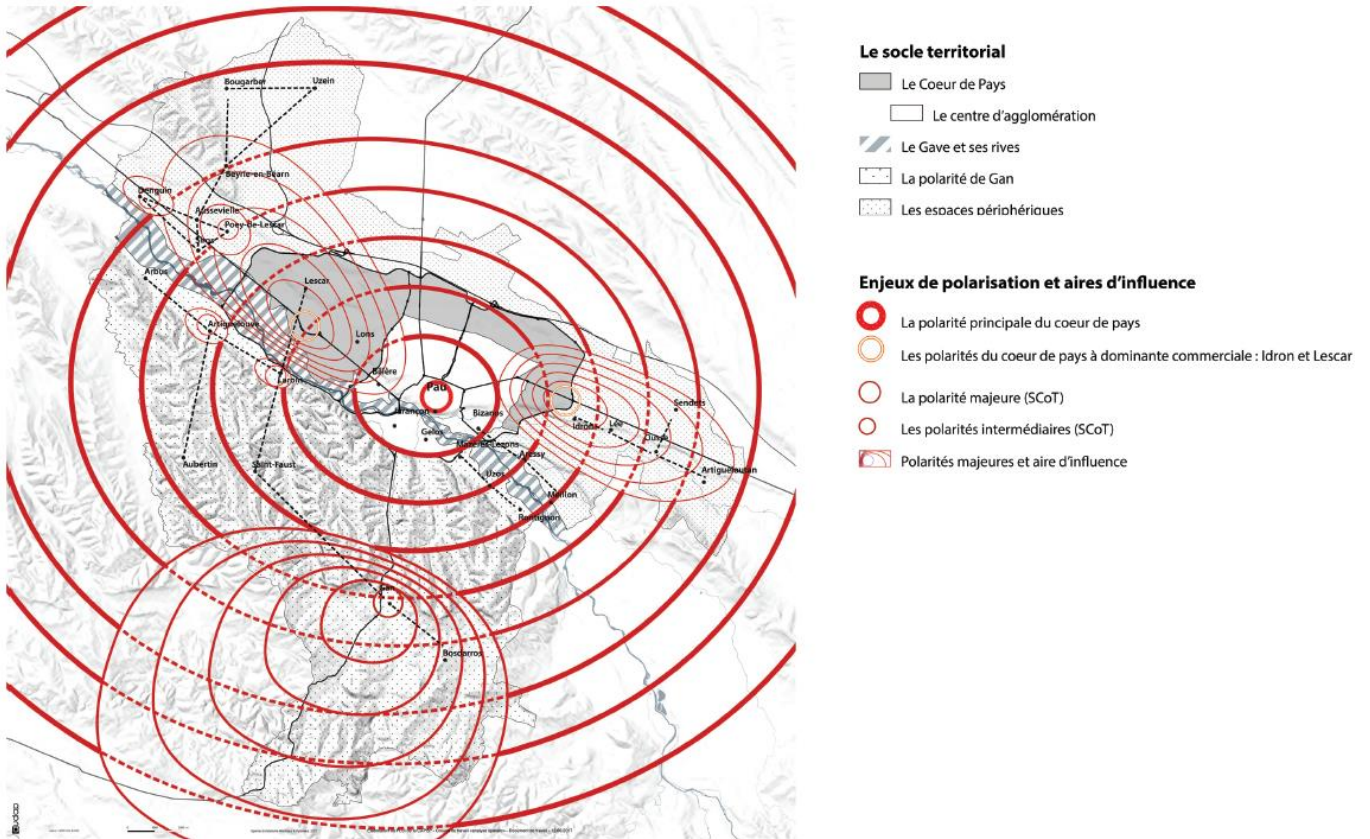 Le socle territorial
Le Coeur de Pays
Le centre d'agglomération
Le Gave et ses rives
La polarité de Gan
Les espaces périphériques
Enjeux de polarisation et aires d'influence
La polarité principale du coeur de pays
Les polarités du coeur de pays à dominante commerciale : Idron et Lescar
La polarité majeure (SCoT)
Les polarités intermédiaires (SCoT)
Polarités majeures et aire d'influence
Bougarber
Uzein
Beyrie-en-Béarn
Denguin
Aussevielle
Poey-de-Lescar
Arbus
Lescar
Artiguelouve
Lons
Laroin
Billère
Pau
Jurançon
Bizanos
Gelos
Sendets
Idron
Lée
Ousse
Mazères-Lezons
Aressy
Artigueloutan
Aubertin
Saint-Faust
Uzos
Meillon
Rontignon
Gan
Bosdarros